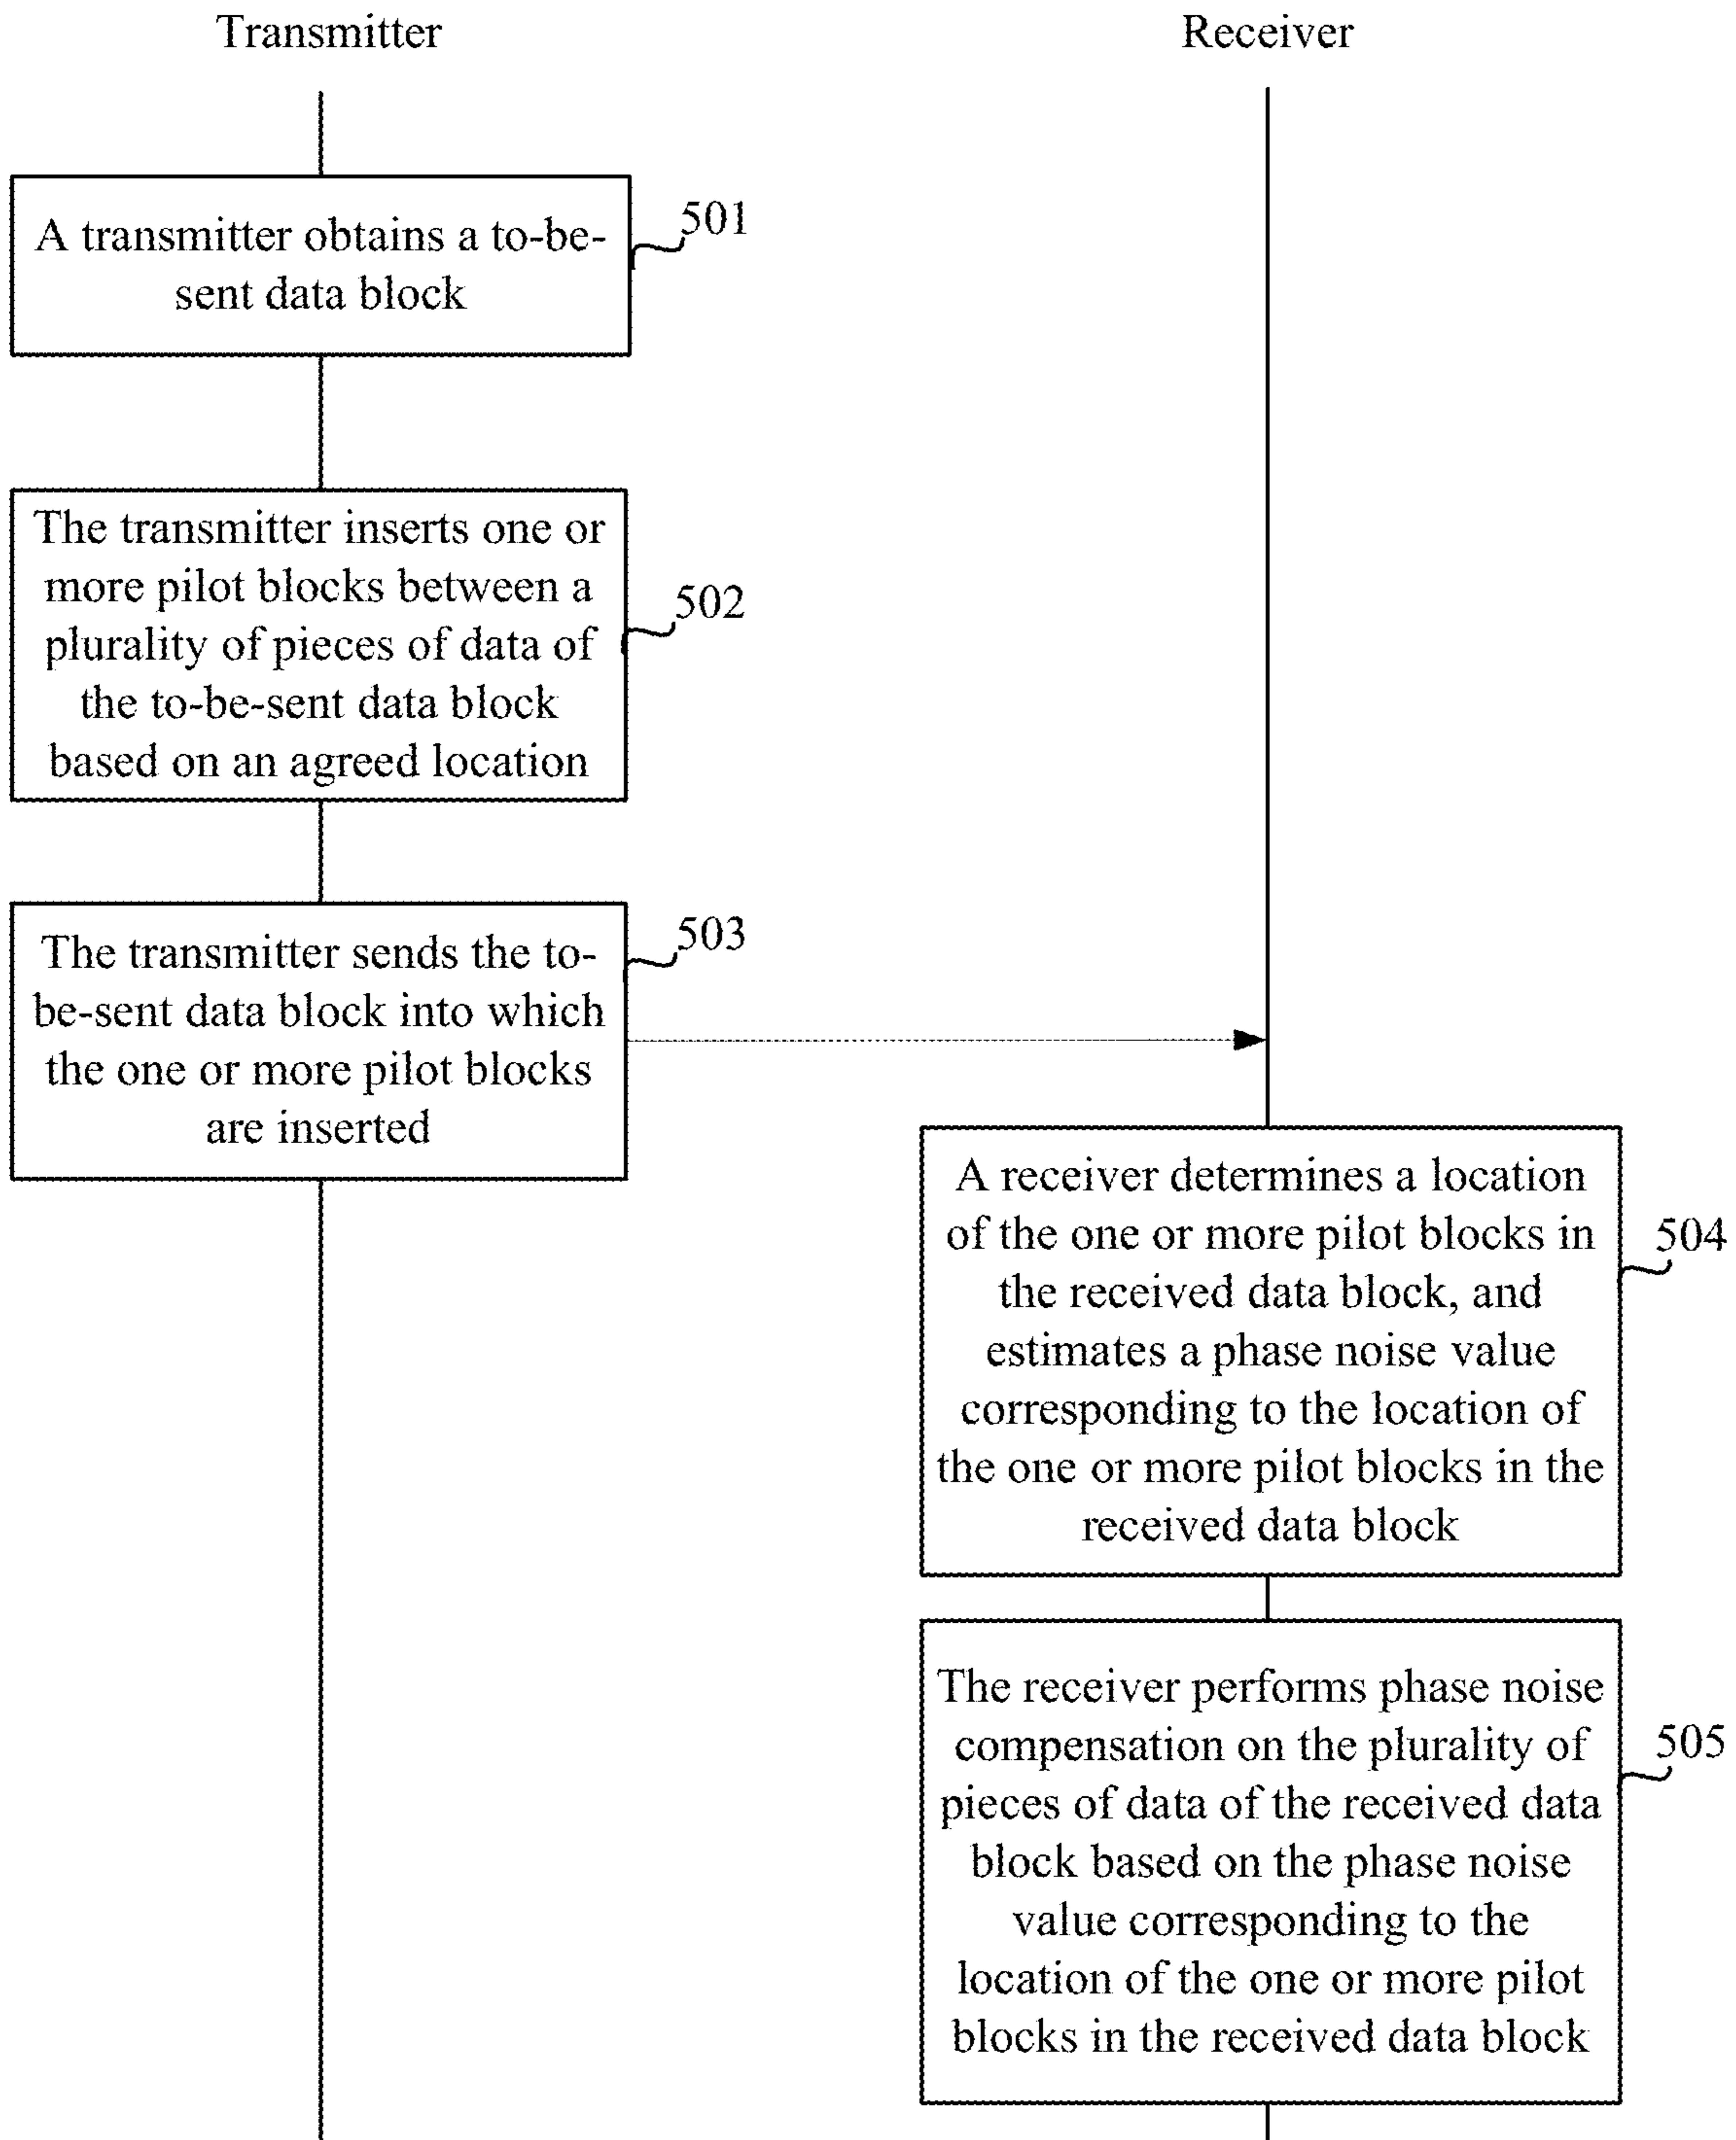 Transmitter
Receiver
A transmitter obtains a to-be-
sent data block
501
The transmitter inserts one or
more pilot blocks between a
plurality of pieces of data of
the to-be-sent data block
based on an agreed location
502
The transmitter sends the to-
be-sent data block into which
the one or more pilot blocks
are inserted
503
A receiver determines a location
of the one or more pilot blocks in
the received data block, and
estimates a phase noise value
corresponding to the location of
the one or more pilot blocks in the
received data block
504
The receiver performs phase noise
compensation on the plurality of
pieces of data of the received data
block based on the phase noise
value corresponding to the
location of the one or more pilot
blocks in the received data block
505